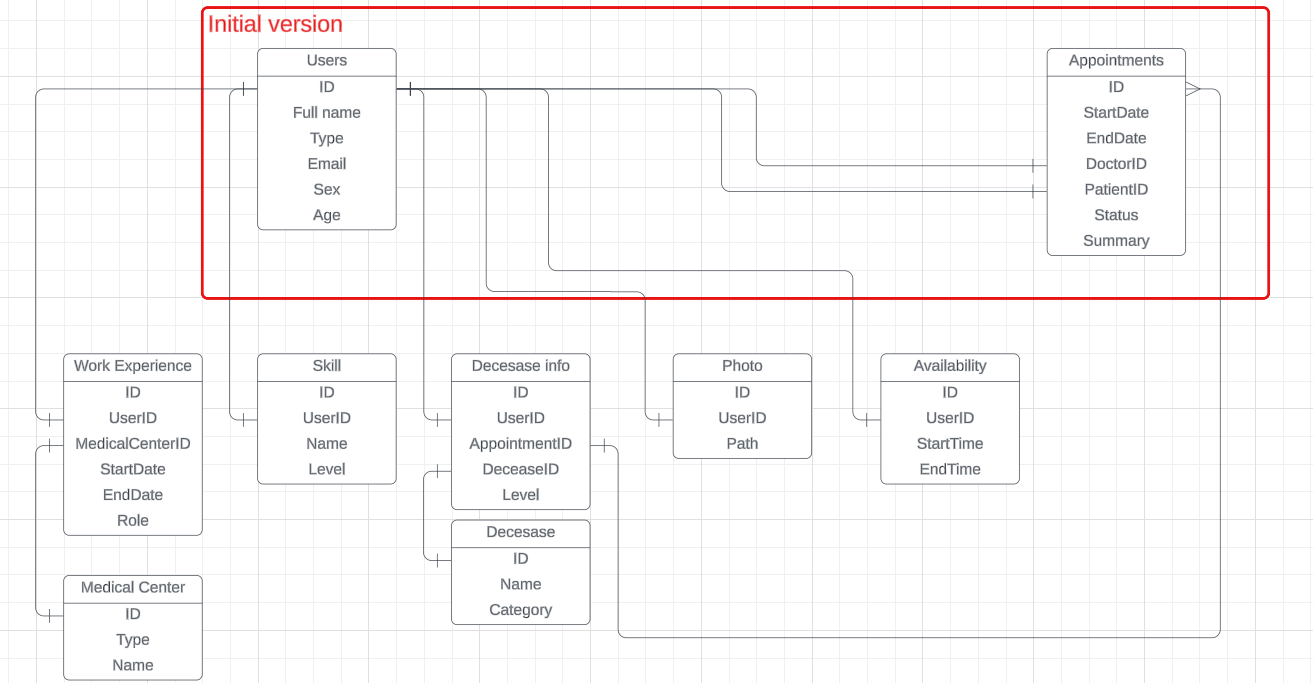 Initial version
Users
ID
Full name
Type
Email
Sex
Age
Appointments
ID
StartDate
EndDate
DoctorID
PatientID
Status
Summary
Work Experience
ID
UserID
MedicalCenterID
StartDate
EndDate
Role
Skill
ID
UserID
Name
Level
Decesase info
ID
UserID
AppointmentID
DeceaseID
Level
Photo
ID
UserID
Path
Availability
ID
UserID
StartTime
EndTime
Decesase
ID
Name
Category
Medical Center
ID
Type
Name